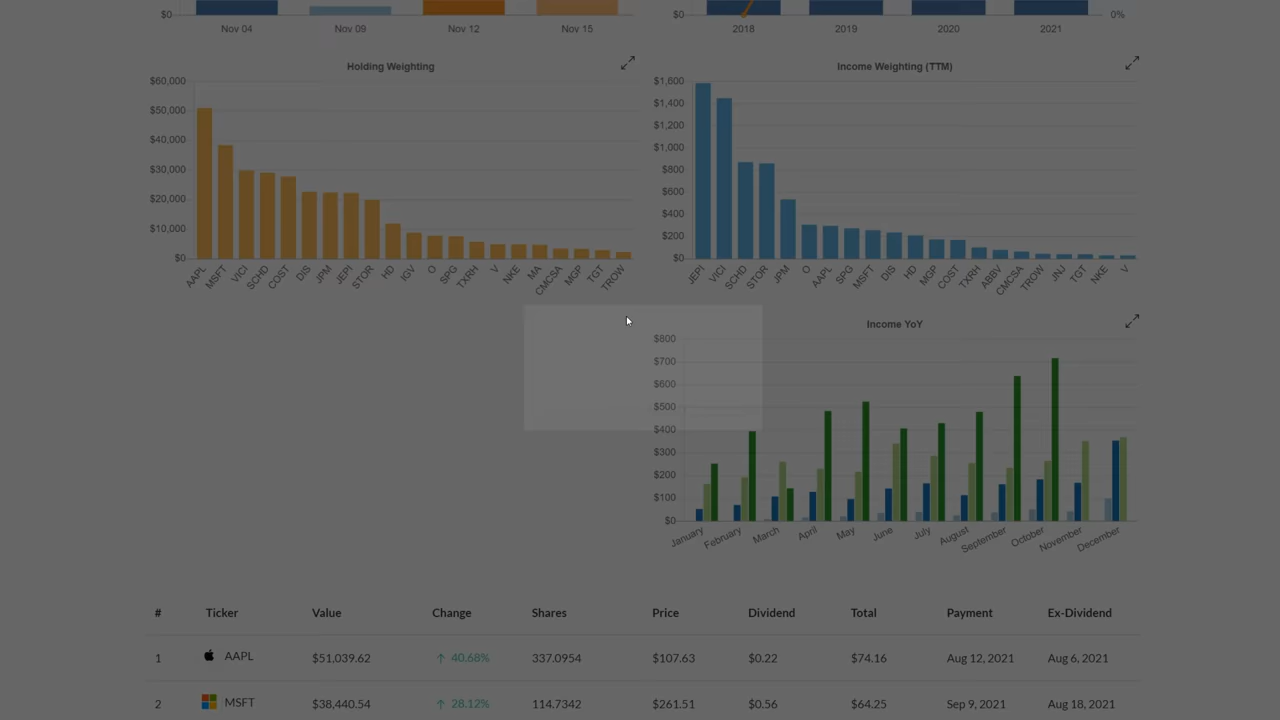 $0
Nov 04 Nov 09 Nov 12 Nov 15
$0 0%
2018 2019 2020 2021
Holding Weighting
$60,000
$50,000
$40,000
$30,000
$20,000
$10,000
$0
AAPL MSFT VICI SCHD COST DIS JPM JEPI STOR HD IGV O SPG TXRH V NKE MA CMCSA MGP TGT TROW
Income Weighting (TTM)
$1,600
$1,400
$1,200
$1,000
$800
$600
$400
$200
$0
JEPI VICI SCHD STOR JPM O AAPL SPG MSFT DIS HD MGP COST TXRH ABBV CMCSA TROW JNJ TGT NKE V
Income YoY
$800
$700
$600
$500
$400
$300
$200
$100
$0
January February March April May June July August September October November December
# Ticker Value Change Shares Price Dividend Total Payment Ex-Dividend
1 AAPL $51,039.62 ↑ 40.68% 337.0954 $107.63 $0.22 $74.16 Aug 12, 2021 Aug 6, 2021
2 MSFT $38,440.54 ↑ 28.12% 114.7342 $261.51 $0.56 $64.25 Sep 9, 2021 Aug 18, 2021